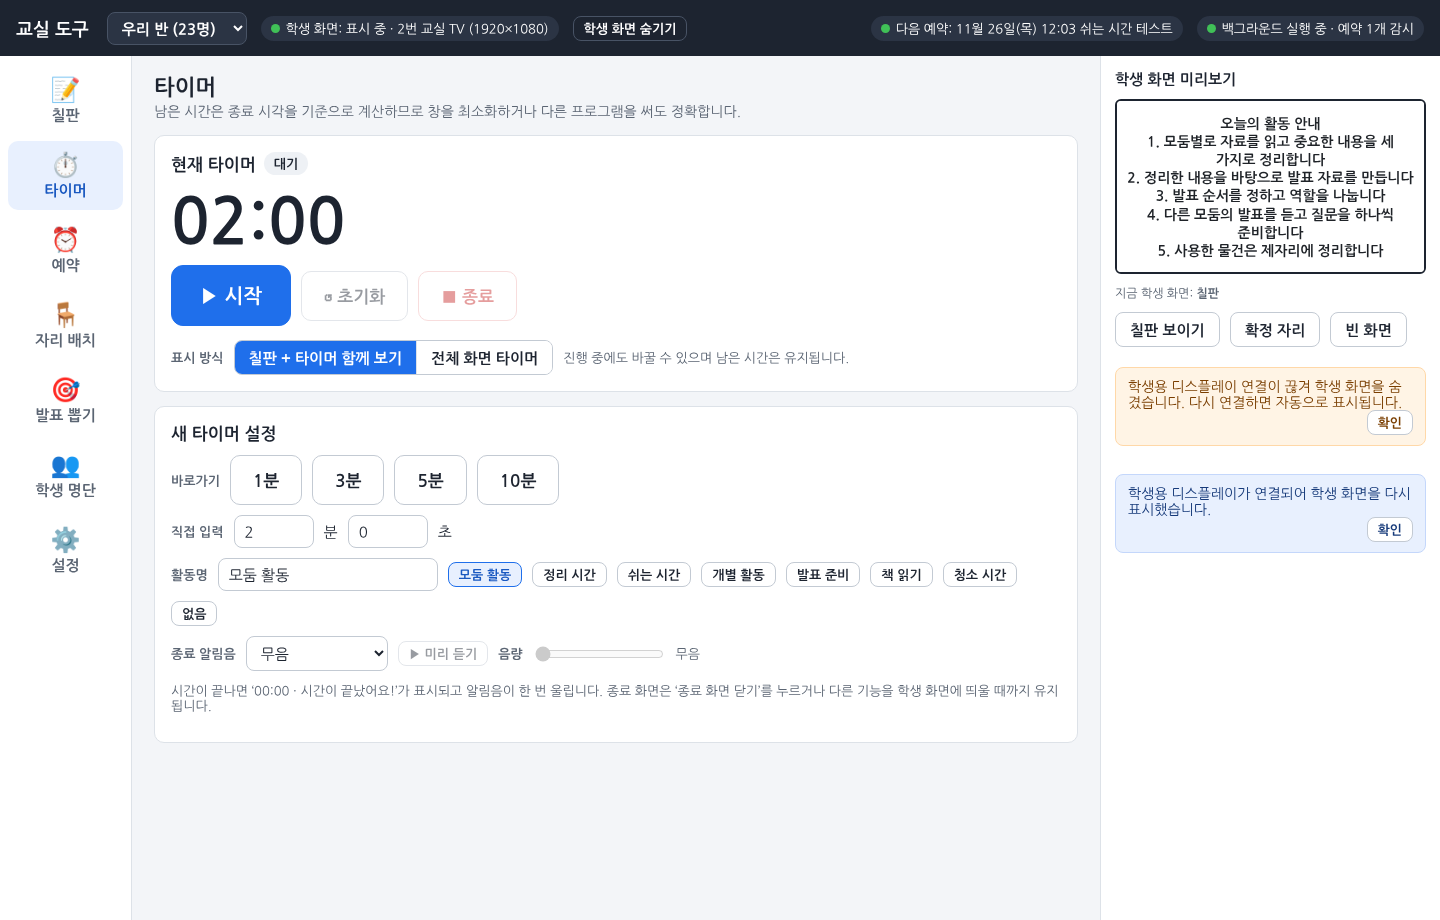 교실 도구
우리 반 (23명)
학생 화면: 표시 중 · 2번 교실 TV (1920×1080)
학생 화면 숨기기
다음 예약: 11월 26일(목) 12:03 쉬는 시간 테스트
백그라운드 실행 중 · 예약 1개 감시
칠판
타이머
예약
자리 배치
발표 뽑기
학생 명단
설정
타이머
남은 시간은 종료 시각을 기준으로 계산하므로 창을 최소화하거나 다른 프로그램을 써도 정확합니다.
현재 타이머 대기
02:00
▶ 시작
초기화
■ 종료
표시 방식
칠판 + 타이머 함께 보기
전체 화면 타이머
진행 중에도 바꿀 수 있으며 남은 시간은 유지됩니다.
새 타이머 설정
바로가기
1분
3분
5분
10분
직접 입력
2
분
0
초
활동명
모둠 활동
모둠 활동
정리 시간
쉬는 시간
개별 활동
발표 준비
책 읽기
청소 시간
없음
종료 알림음
무음
▶ 미리 듣기
음량
무음
시간이 끝나면 '00:00 · 시간이 끝났어요!'가 표시되고 알림음이 한 번 울립니다. 종료 화면은 '종료 화면 닫기'를 누르거나 다른 기능을 학생 화면에 띄울 때까지 유지
됩니다.
학생 화면 미리보기
오늘의 활동 안내
1. 모둠별로 자료를 읽고 중요한 내용을 세
가지로 정리합니다
2. 정리한 내용을 바탕으로 발표 자료를 만듭니다
3. 발표 순서를 정하고 역할을 나눕니다
4. 다른 모둠의 발표를 듣고 질문을 하나씩
준비합니다
5. 사용한 물건은 제자리에 정리합니다
지금 학생 화면: 칠판
칠판 보이기
확정 자리
빈 화면
학생용 디스플레이 연결이 끊겨 학생 화면을 숨
겼습니다. 다시 연결하면 자동으로 표시됩니다.
확인
학생용 디스플레이가 연결되어 학생 화면을 다시
표시했습니다.
확인